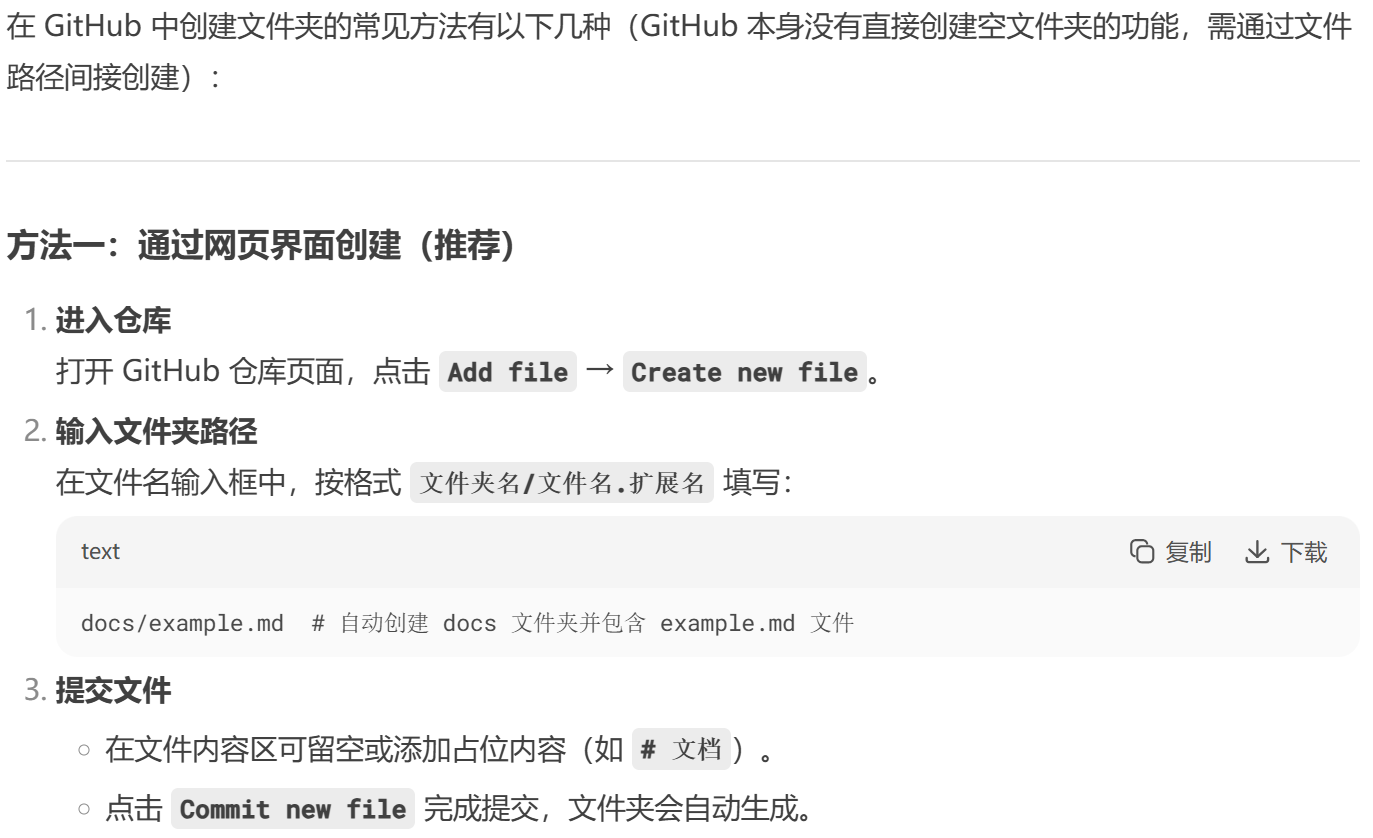 在 GitHub 中创建文件夹的常见方法有以下几种（GitHub 本身没有直接创建空文件夹的功能，需通过文件
路径间接创建）：
方法一：通过网页界面创建（推荐）
1. 进入仓库
打开 GitHub 仓库页面，点击 Add file → Create new file。
2. 输入文件夹路径
在文件名输入框中，按格式 文件夹名/文件名.扩展名 填写：
text 复制 下载
docs/example.md # 自动创建 docs 文件夹并包含 example.md 文件
3. 提交文件
○ 在文件内容区可留空或添加占位内容（如 # 文档）。
○ 点击 Commit new file 完成提交，文件夹会自动生成。